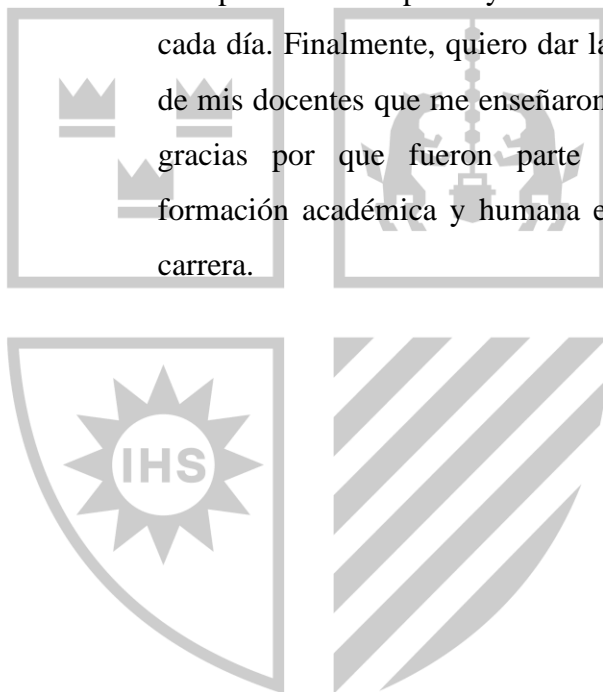 cada día. Finalmente, quiero dar la
de mis docentes que me enseñaron
gracias por que fueron parte
formación académica y humana e
carrera.
IHS